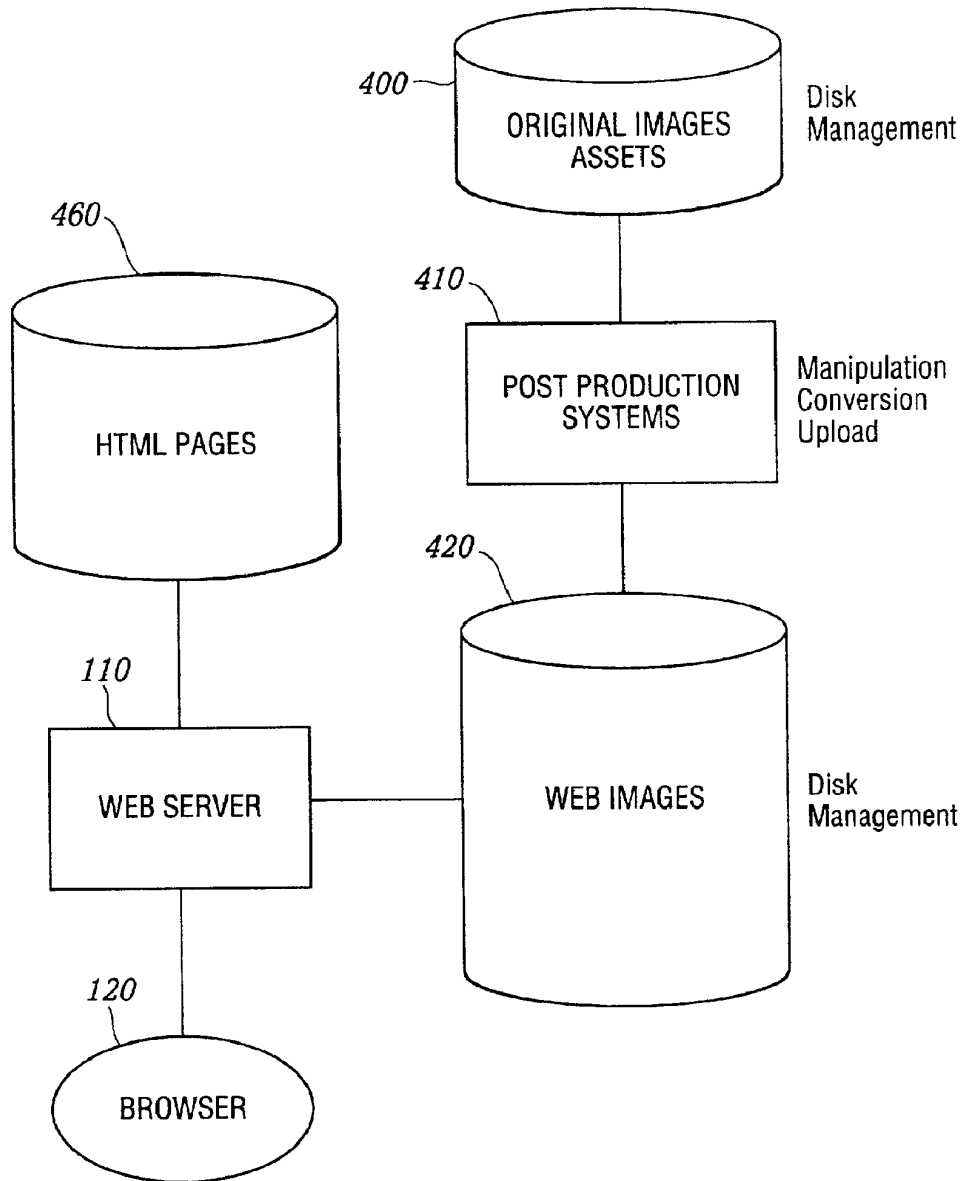 400
ORIGINAL IMAGES
ASSETS
Disk
Management
460
410
HTML PAGES
POST PRODUCTION
SYSTEMS
Manipulation
Conversion
Upload
420
110
WEB SERVER
WEB IMAGES
Disk
Management
120
BROWSER